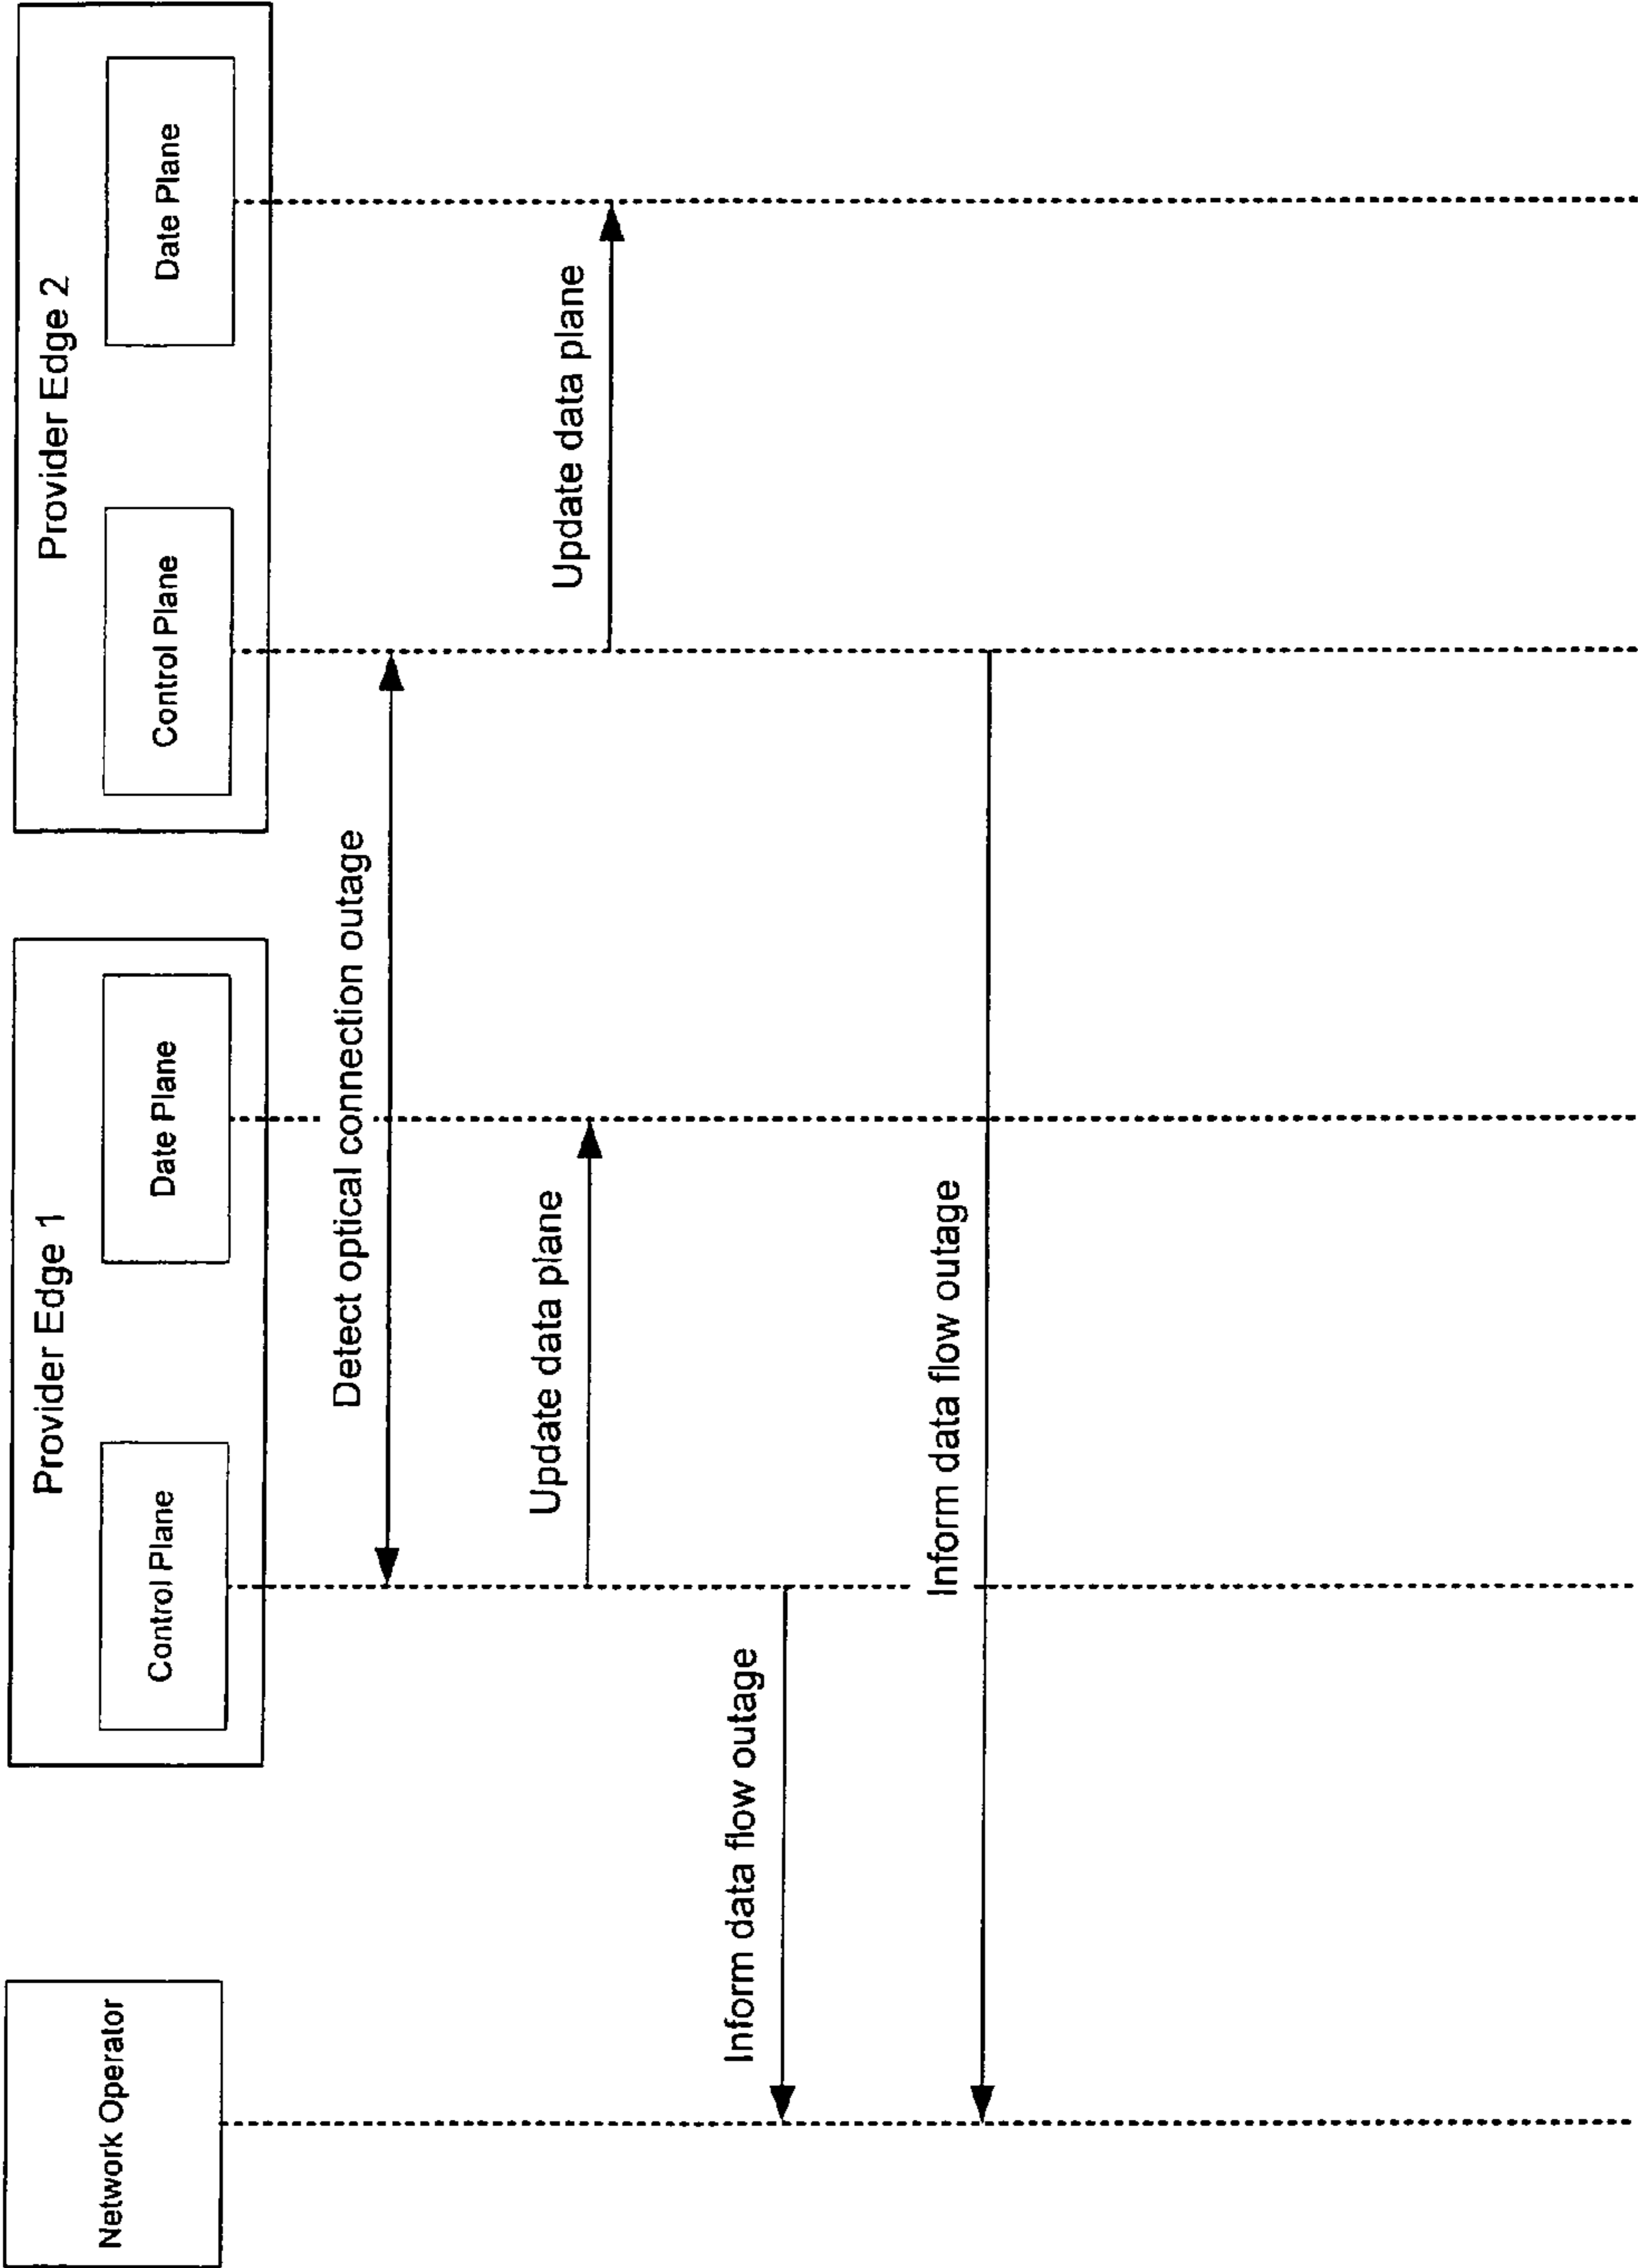 Network Operator
Provider Edge 1
Control Plane
Date Plane
Provider Edge 2
Control Plane
Date Plane
Detect optical connection outage
Update data plane
Update data plane
Inform data flow outage
Inform data flow outage